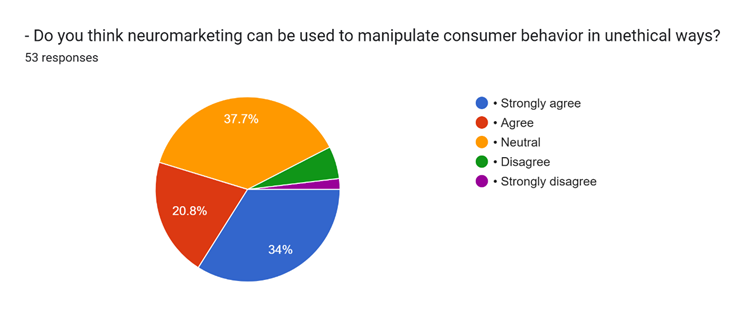 - Do you think neuromarketing can be used to manipulate consumer behavior in unethical ways?
53 responses
37.7%
20.8%
34%
• Strongly agree
• Agree
• Neutral
• Disagree
• Strongly disagree